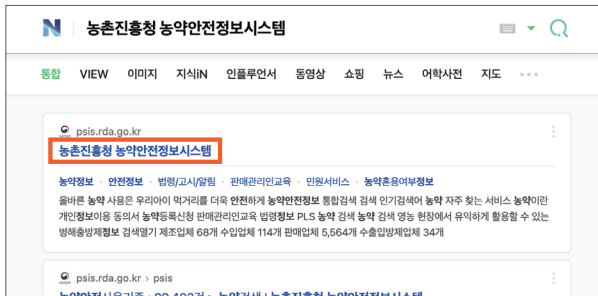 N 농촌진흥청 농약안전정보시스템
통합 VIEW 이미지 지식iN 인플루언서 동영상 쇼핑 뉴스 어학사전 지도
psis.rda.go.kr
농촌진흥청 농약안전정보시스템
농약정보 · 안전정보 · 법령/고시/알림 · 판매관리인교육 · 민원서비스 · 농약혼용여부정보
올바른 농약 사용은 우리아이 먹거리를 더욱 안전하게 농약안전정보 통합검색 검색 인기검색어 농약 자주 찾는 서비스 농약이란
개인정보이용 동의서 농약등록신청 판매관리인교육 법령정보 PLS 농약 검색 농약 검색 영농 현장에서 유익하게 활용할 수 있는
병해충방제정보 검색열기 제조업체 68개 수입업체 114개 판매업체 5,564개 수출입방제업체 34개
psis.rda.go.kr › psis